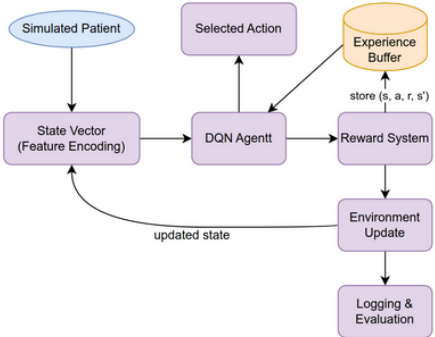 Simulated Patient
Selected Action
Experience
Buffer
store (s, a, r, s')
State Vector
(Feature Encoding)
DQN Agentt
Reward System
Environment
Update
updated state
Logging &
Evaluation